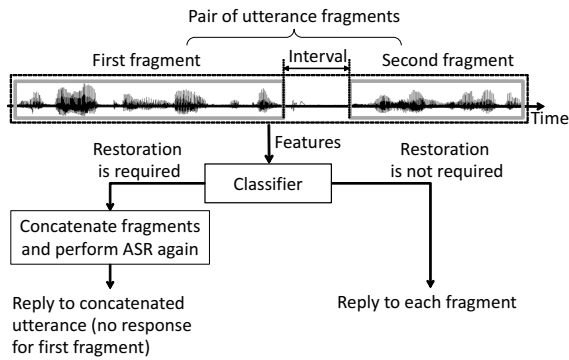 Pair of utterance fragments
First fragment
Interval
Second fragment
Time
Features
Restoration
is required
Classifier
Restoration
is not required
Concatenate fragments
and perform ASR again
Reply to concatenated
utterance (no response
for first fragment)
Reply to each fragment